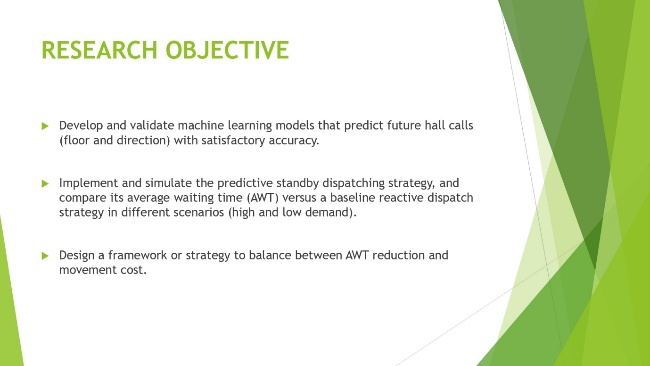 RESEARCH OBJECTIVE
Develop and validate machine learning models that predict future hall calls
(floor and direction) with satisfactory accuracy.
Implement and simulate the predictive standby dispatching strategy, and
compare its average waiting time (AWT) versus a baseline reactive dispatch
strategy in different scenarios (high and low demand).
Design a framework or strategy to balance between AWT reduction and
movement cost.